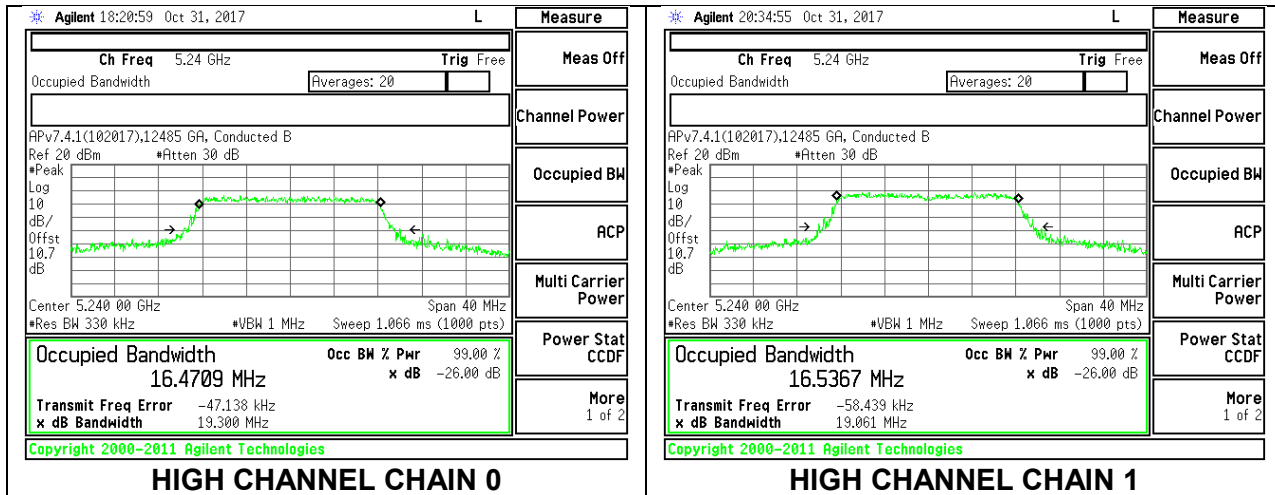 Agilent 18:20:59 Oct 31, 2017 L Measure
Ch Freq 5.24 GHz Trig Free
Meas Off
Occupied Bandwidth Averages: 20
Channel Power
APv7.4.1(102017),12485 GA, Conducted B
Ref 20 dBm #Atten 30 dB
#Peak
Log
10
dB/
Offst
10.7
dB
Occupied BW
ACP
Multi Carrier
Power
Center 5.240 00 GHz Span 40 MHz
#Res BW 330 kHz #VBW 1 MHz Sweep 1.066 ms (1000 pts)
Power Stat
CCDF
Occupied Bandwidth Occ BW % Pwr 99.00 %
16.4709 MHz x dB -26.00 dB
Transmit Freq Error -47.138 kHz
x dB Bandwidth 19.300 MHz
More
1 of 2
Copyright 2000-2011 Agilent Technologies
HIGH CHANNEL CHAIN 0
Agilent 20:34:55 Oct 31, 2017 L Measure
Ch Freq 5.24 GHz Trig Free
Meas Off
Occupied Bandwidth Averages: 20
Channel Power
APv7.4.1(102017),12485 GA, Conducted B
Ref 20 dBm #Atten 30 dB
#Peak
Log
10
dB/
Offst
10.7
dB
Occupied BW
ACP
Multi Carrier
Power
Center 5.240 00 GHz Span 40 MHz
#Res BW 330 kHz #VBW 1 MHz Sweep 1.066 ms (1000 pts)
Power Stat
CCDF
Occupied Bandwidth Occ BW % Pwr 99.00 %
16.5367 MHz x dB -26.00 dB
Transmit Freq Error -58.439 kHz
x dB Bandwidth 19.061 MHz
More
1 of 2
Copyright 2000-2011 Agilent Technologies
HIGH CHANNEL CHAIN 1